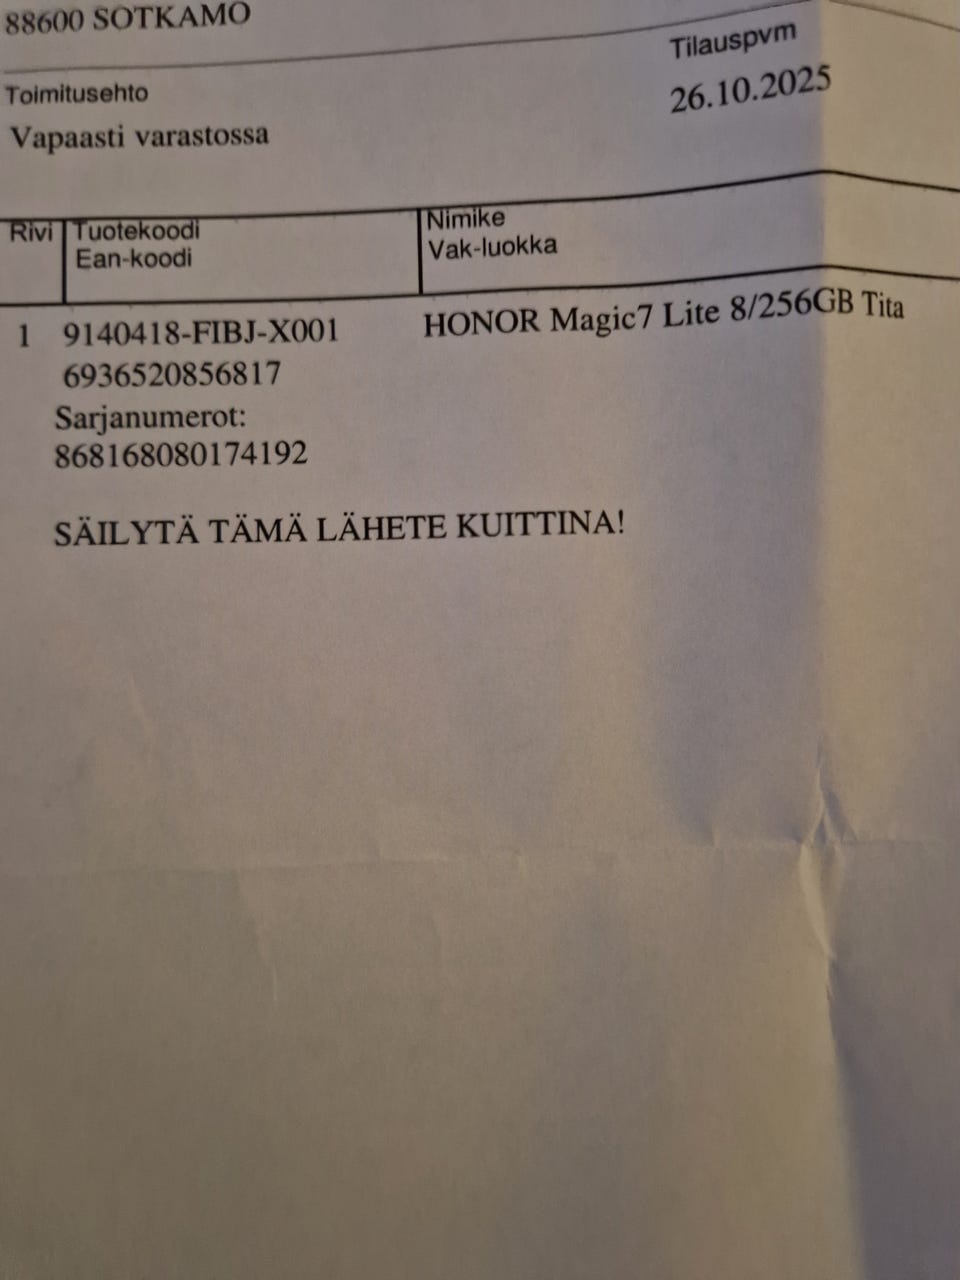 88600 SOTKAMO
Tilauspvm
26.10.2025
Toimitusehto
Vapaasti varastossa
Rivi Tuotekoodi Nimike
Ean-koodi Vak-luokka
1 9140418-FIBJ-X001 HONOR Magic7 Lite 8/256GB Tita
6936520856817
Sarjanumerot:
868168080174192
SÄILYTÄ TÄMÄ LÄHETE KUITTINA!